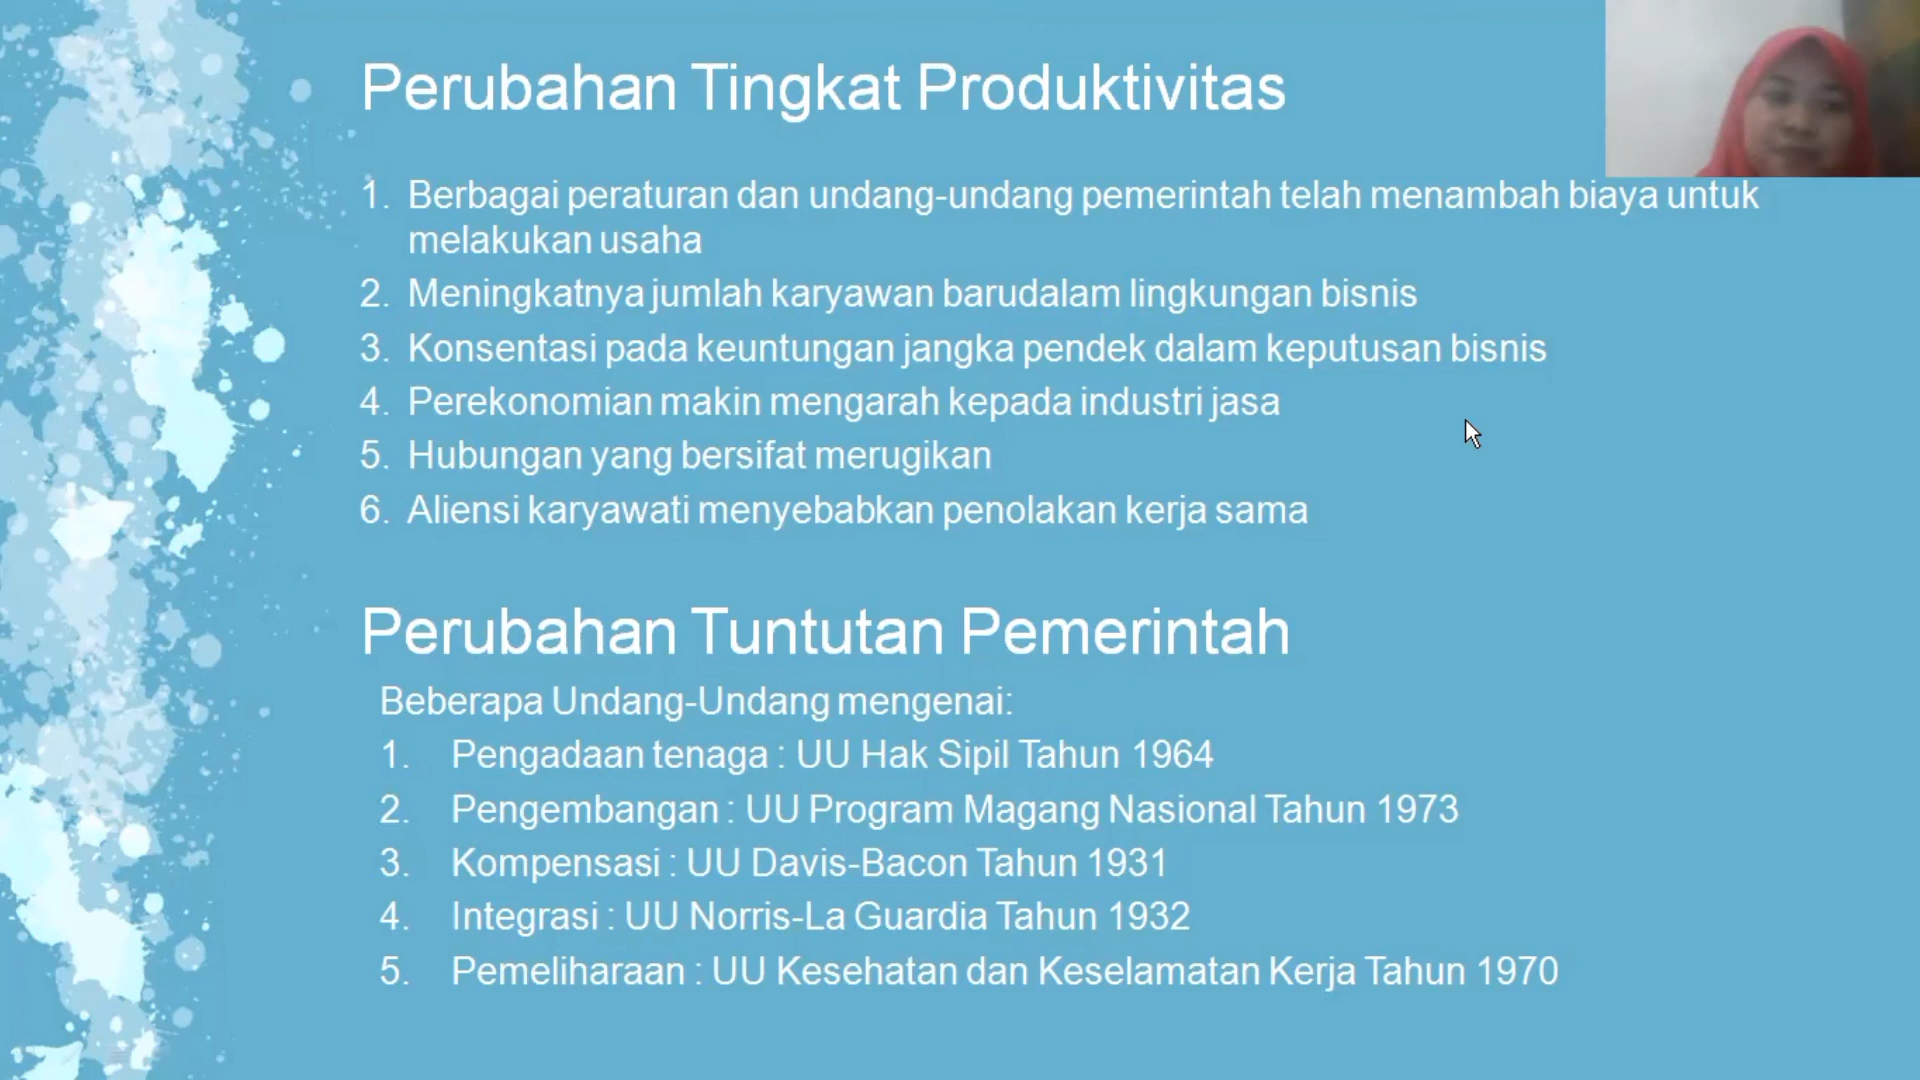 Perubahan Tingkat Produktivitas
1. Berbagai peraturan dan undang-undang pemerintah telah menambah biaya untuk
melakukan usaha
2. Meningkatnya jumlah karyawan barudalam lingkungan bisnis
3. Konsentasi pada keuntungan jangka pendek dalam keputusan bisnis
4. Perekonomian makin mengarah kepada industri jasa
5. Hubungan yang bersifat merugikan
6. Aliensi karyawati menyebabkan penolakan kerja sama
Perubahan Tuntutan Pemerintah
Beberapa Undang-Undang mengenai:
1. Pengadaan tenaga : UU Hak Sipil Tahun 1964
2. Pengembangan : UU Program Magang Nasional Tahun 1973
3. Kompensasi : UU Davis-Bacon Tahun 1931
4. Integrasi : UU Norris-La Guardia Tahun 1932
5. Pemeliharaan : UU Kesehatan dan Keselamatan Kerja Tahun 1970